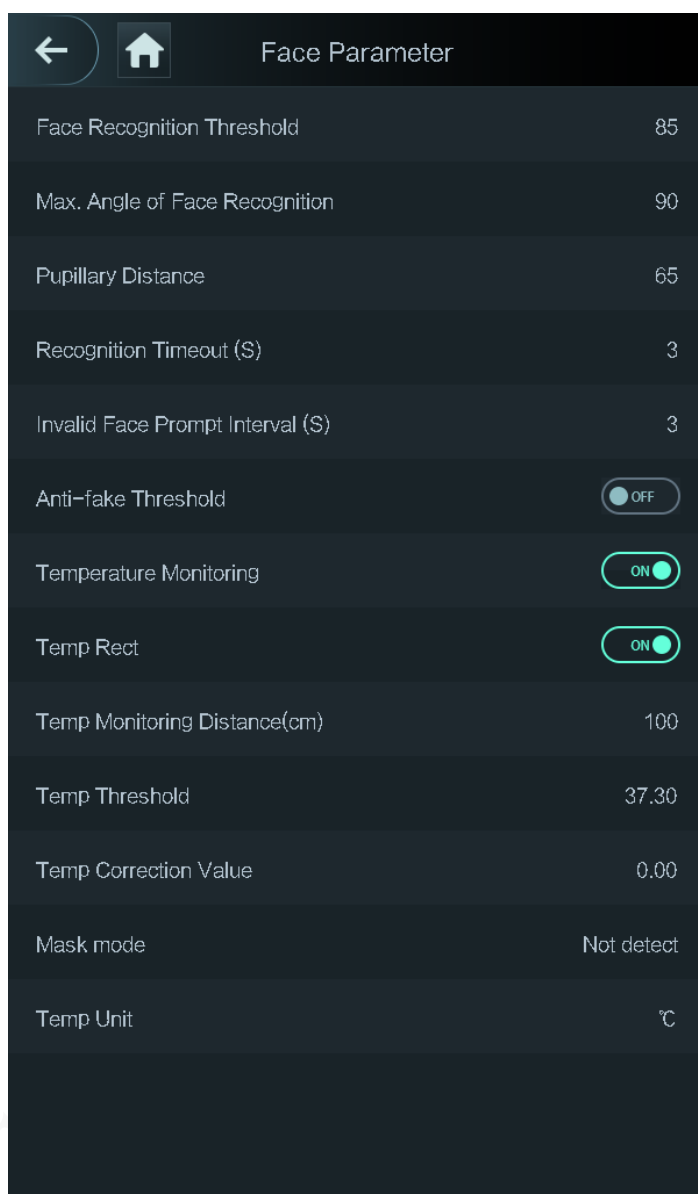 Face Parameter
Face Recognition Threshold 85
Max. Angle of Face Recognition 90
Pupillary Distance 65
Recognition Timeout (S) 3
Invalid Face Prompt Interval (S) 3
Anti-fake Threshold OFF
Temperature Monitoring ON
Temp Rect ON
Temp Monitoring Distance(cm) 100
Temp Threshold 37.30
Temp Correction Value 0.00
Mask mode Not detect
Temp Unit ℃